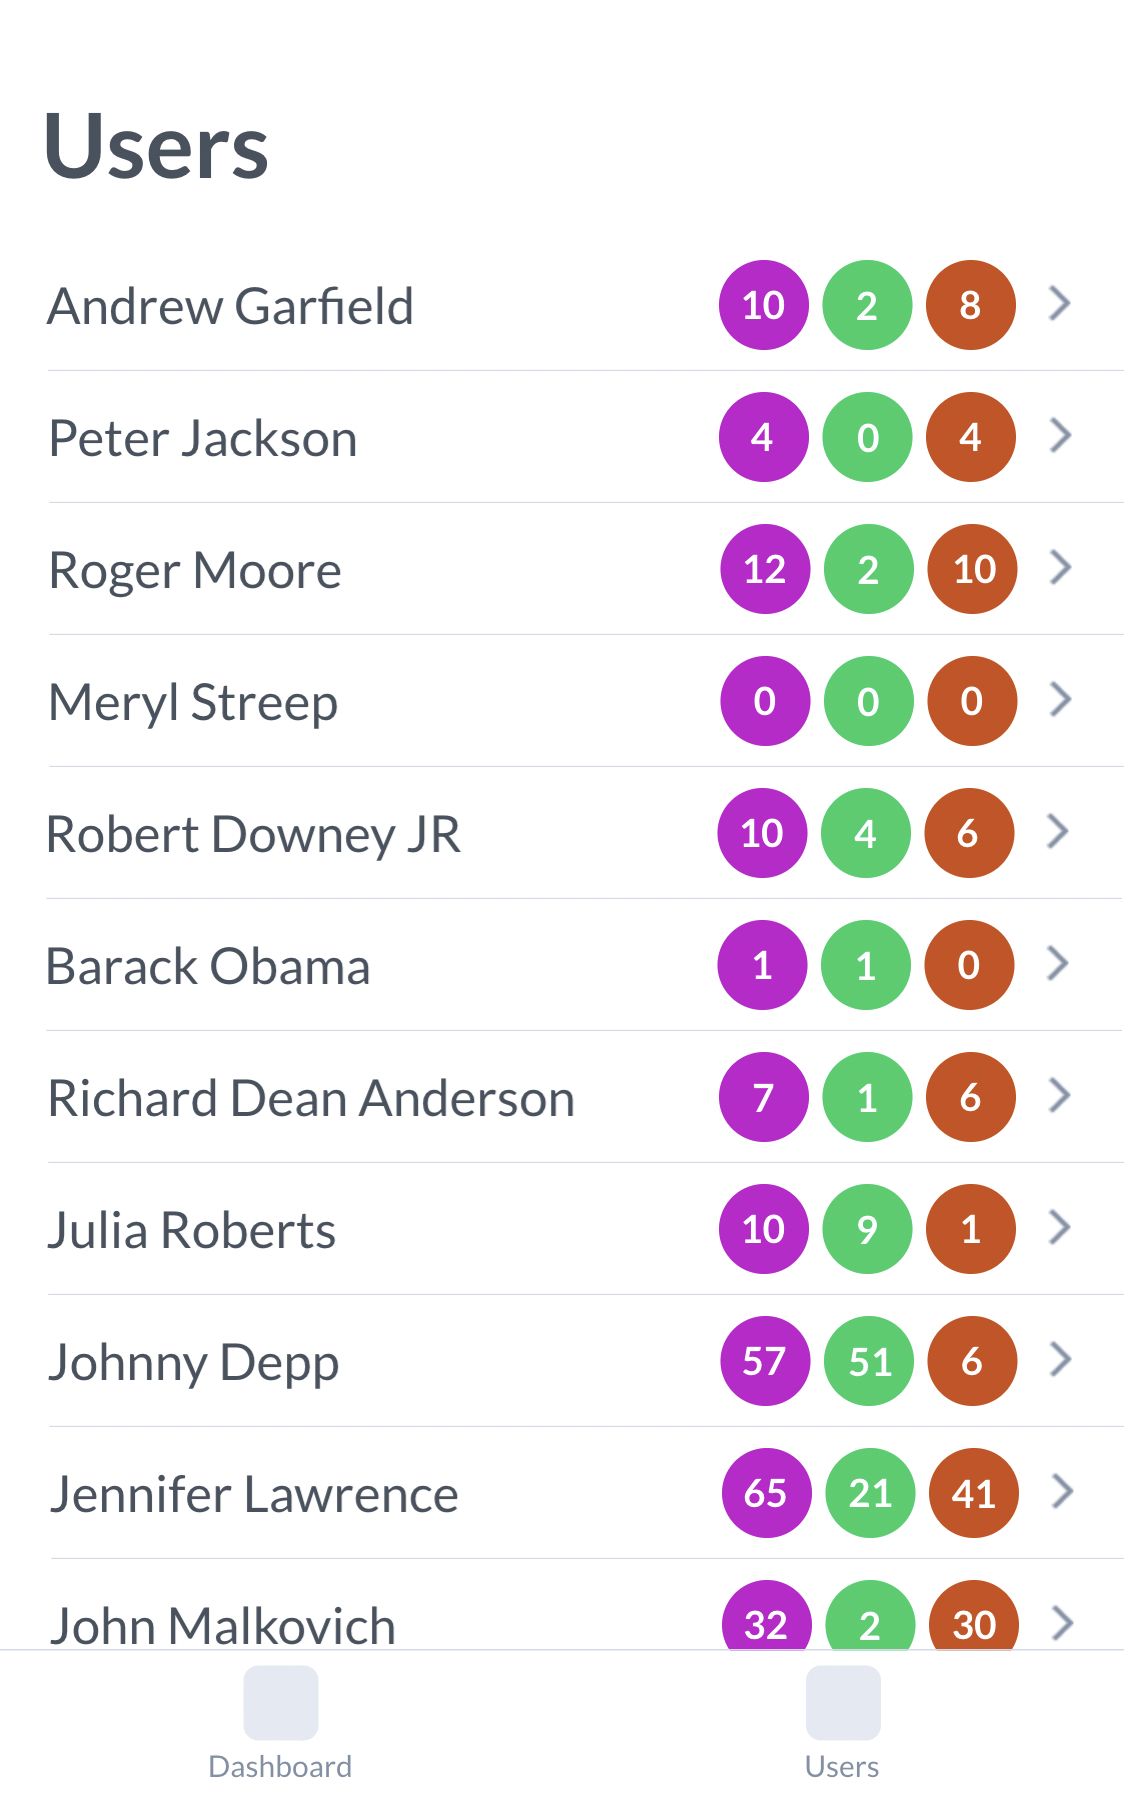 Users
Andrew Garfield 10 2 8
Peter Jackson 4 0 4
Roger Moore 12 2 10
Meryl Streep 0 0 0
Robert Downey JR 10 4 6
Barack Obama 1 1 0
Richard Dean Anderson 7 1 6
Julia Roberts 10 9 1
Johnny Depp 57 51 6
Jennifer Lawrence 65 21 41
John Malkovich 32 2 30
Dashboard Users